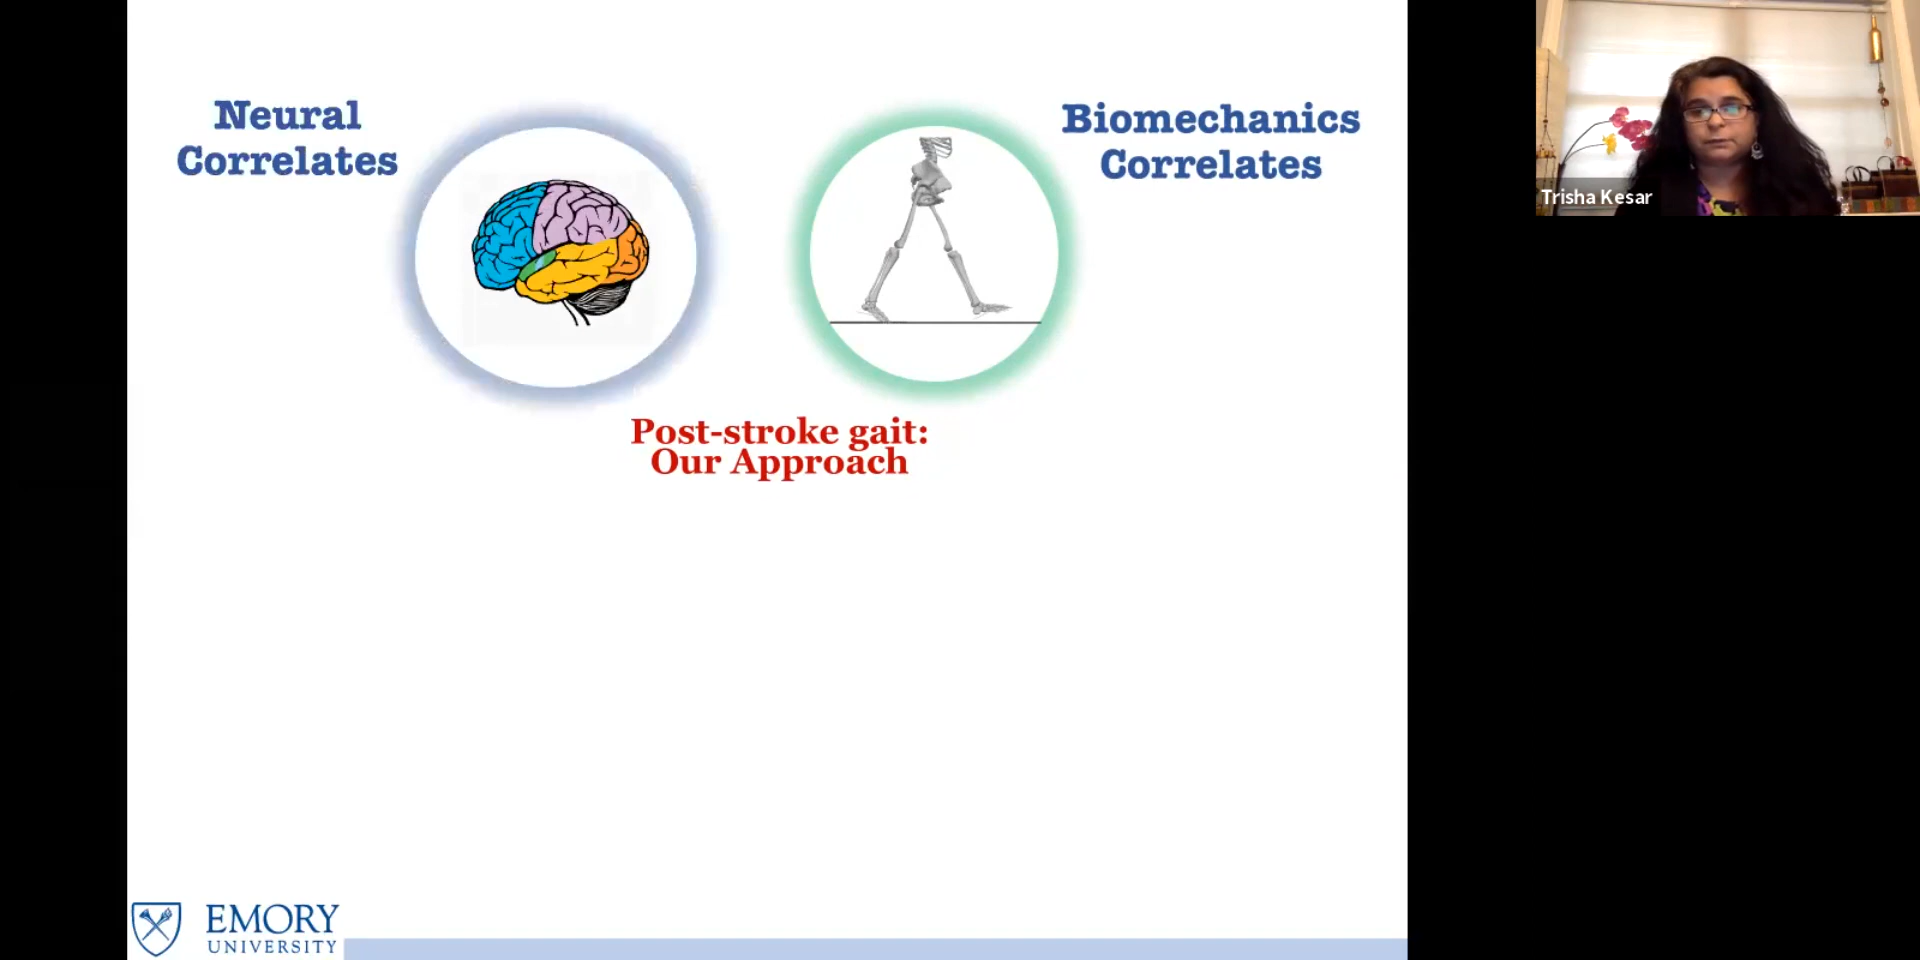 Neural
Correlates
Biomechanics
Correlates
Trisha Kesar
Post-stroke gait:
Our Approach
EMORY
UNIVERSITY